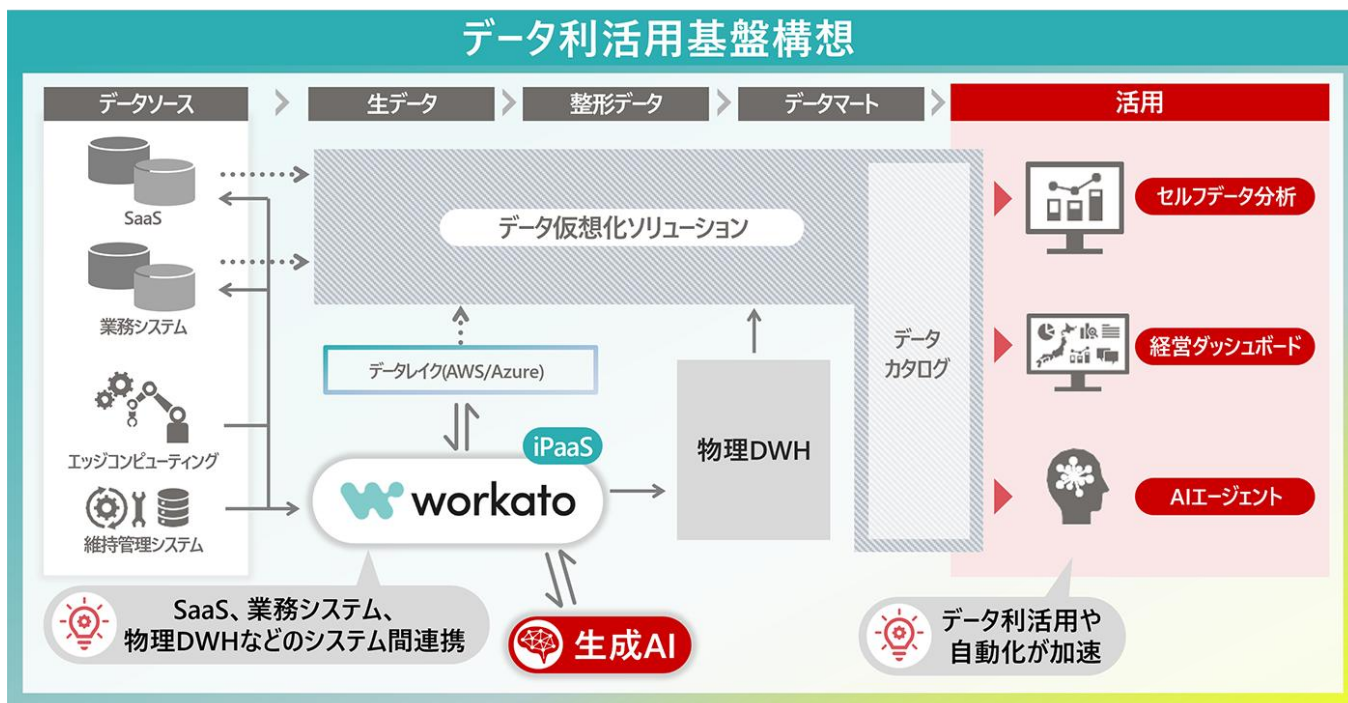 データ利活用基盤構想
データソース
生データ
整形データ
データマート
活用
SaaS
業務システム
エッジコンピューティング
維持管理システム
データ仮想化ソリューション
データレイク(AWS/Azure)
iPaaS
workato
物理DWH
データ
カタログ
セルフデータ分析
経営ダッシュボード
AIエージェント
SaaS、業務システム、
物理DWHなどのシステム間連携
生成AI
データ利活用や
自動化が加速